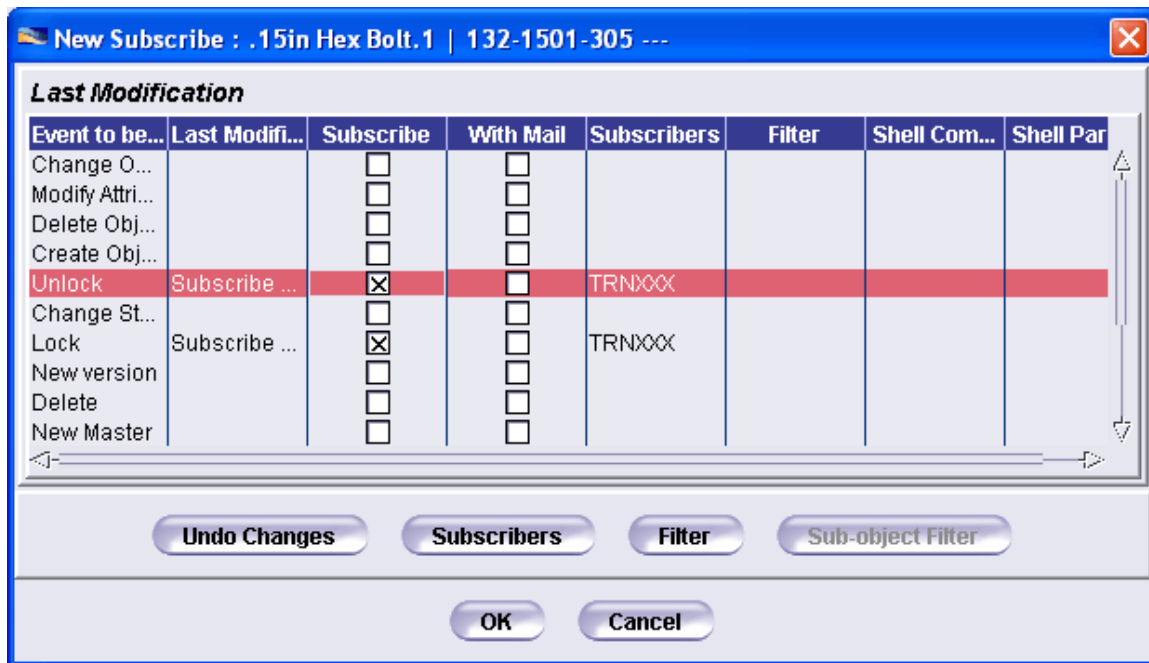 New Subscribe : .15in Hex Bolt.1 | 132-1501-305 ---
Last Modification
Event to be... Last Modifi... Subscribe With Mail Subscribers Filter Shell Com... Shell Par
Change O...
Modify Attri...
Delete Obj...
Create Obj...
Unlock Subscribe ... TRNXXX
Change St...
Lock Subscribe ... TRNXXX
New version
Delete
New Master
Undo Changes Subscribers Filter Sub-object Filter
OK Cancel